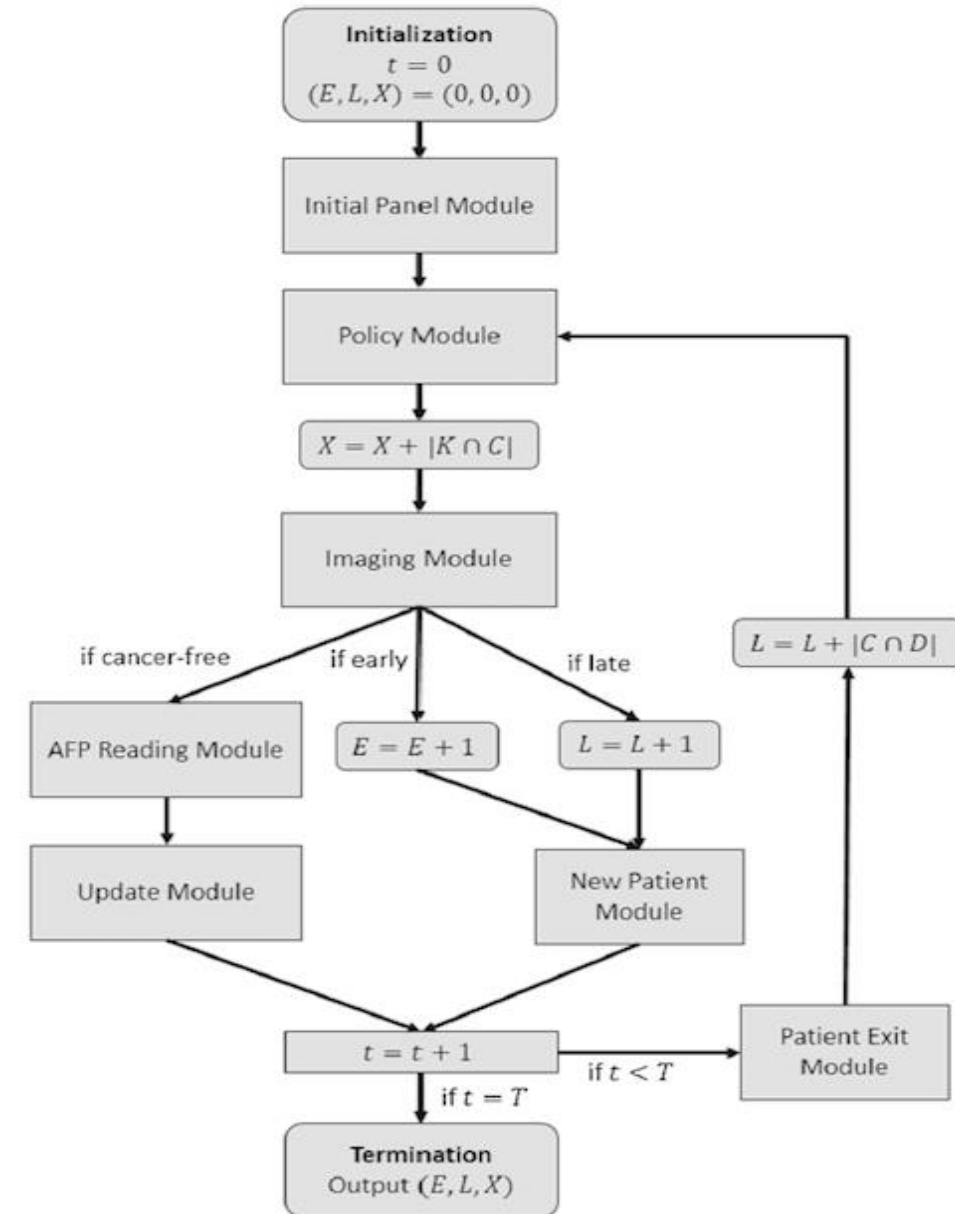 Initialization
t = 0
(E, L, X) = (0, 0, 0)
Initial Panel Module
Policy Module
X = X + |K ∩ C|
Imaging Module
if cancer-free
if early
if late
L = L + |C ∩ D|
AFP Reading Module
E = E + 1
L = L + 1
Update Module
New Patient
Module
t = t + 1
if t < T
Patient Exit
Module
if t = T
Termination
Output (E, L, X)